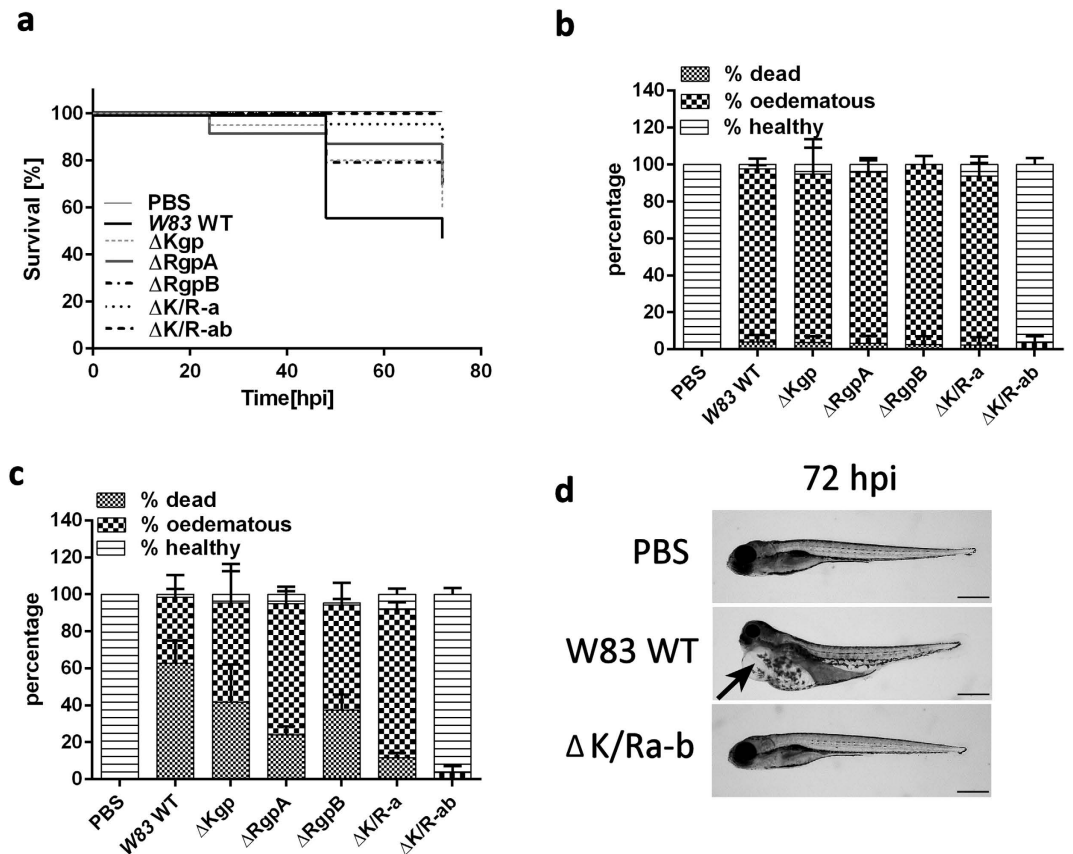 a
Survival [%]
100
80
60
40
20
0
PBS
W83 WT
ΔKgp
ΔRgpA
ΔRgpB
ΔK/R-a
ΔK/R-ab
0 20 40 60 80
Time[hpi]
b
% dead
% oedematous
% healthy
percentage
140
120
100
80
60
40
20
0
PBS
W83 WT
ΔKgp
ΔRgpA
ΔRgpB
ΔK/R-a
ΔK/R-ab
c
% dead
% oedematous
% healthy
percentage
140
120
100
80
60
40
20
0
PBS
W83 WT
ΔKgp
ΔRgpA
ΔRgpB
ΔK/R-a
ΔK/R-ab
d
72 hpi
PBS
W83 WT
Δ K/Ra-b